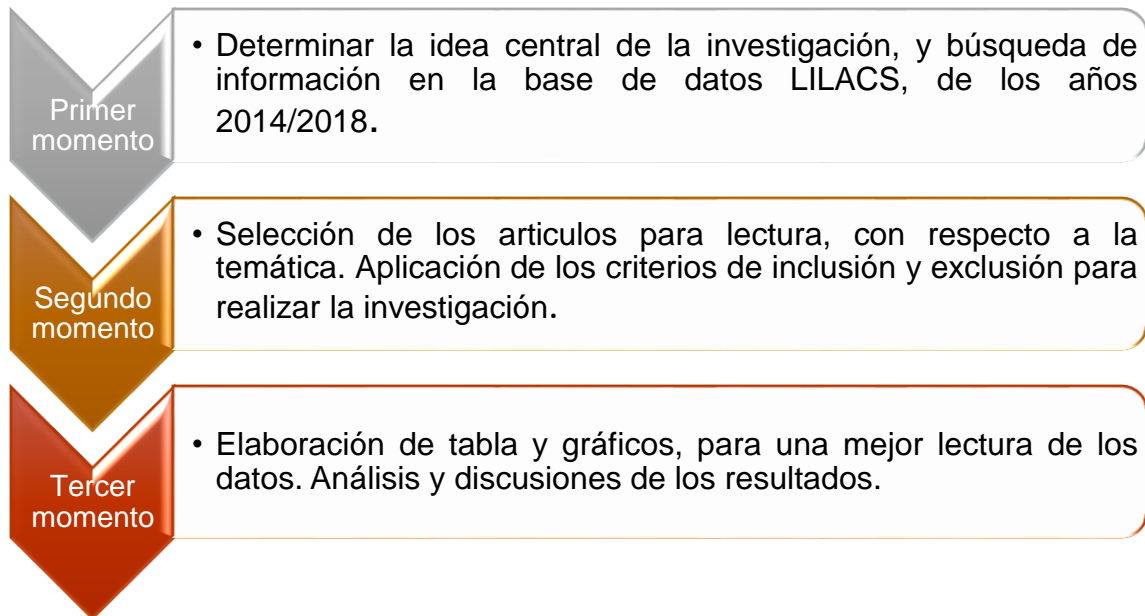 Primer
momento
• Determinar la idea central de la investigación, y búsqueda de
información en la base de datos LILACS, de los años
2014/2018.
Segundo
momento
• Selección de los articulos para lectura, con respecto a la
temática. Aplicación de los criterios de inclusión y exclusión para
realizar la investigación.
Tercer
momento
• Elaboración de tabla y gráficos, para una mejor lectura de los
datos. Análisis y discusiones de los resultados.